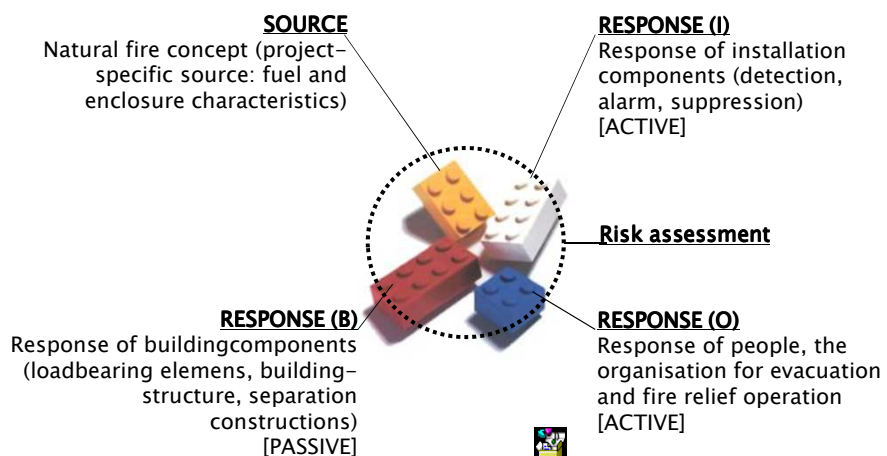 SOURCE
Natural fire concept (project-
specific source: fuel and
enclosure characteristics)
RESPONSE (I)
Response of installation
components (detection,
alarm, suppression)
[ACTIVE]
Risk assessment
RESPONSE (B)
Response of buildingcomponents
(loadbearing elemens, building-
structure, separation
constructions)
[PASSIVE]
RESPONSE (O)
Response of people, the
organisation for evacuation
and fire relief operation
[ACTIVE]